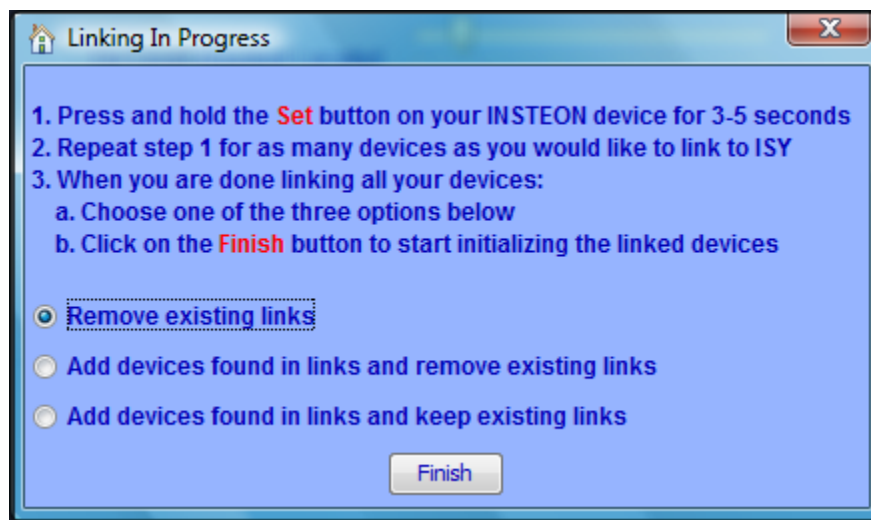 Linking In Progress
1. Press and hold the Set button on your INSTEON device for 3-5 seconds
2. Repeat step 1 for as many devices as you would like to link to ISY
3. When you are done linking all your devices:
a. Choose one of the three options below
b. Click on the Finish button to start initializing the linked devices
Remove existing links
Add devices found in links and remove existing links
Add devices found in links and keep existing links
Finish